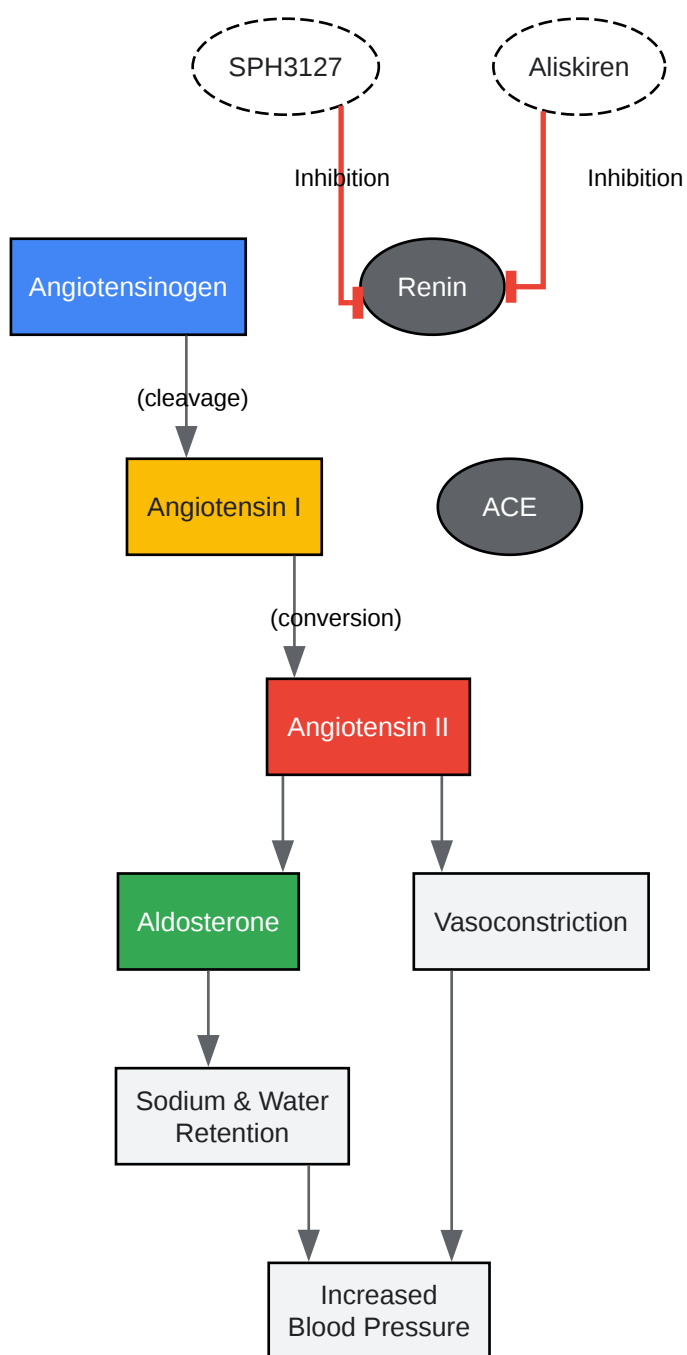 SPH3127
Aliskiren
Inhibition
Inhibition
Angiotensinogen
Renin
(cleavage)
Angiotensin I
ACE
(conversion)
Angiotensin II
Aldosterone
Vasoconstriction
Sodium & Water
Retention
Increased
Blood Pressure